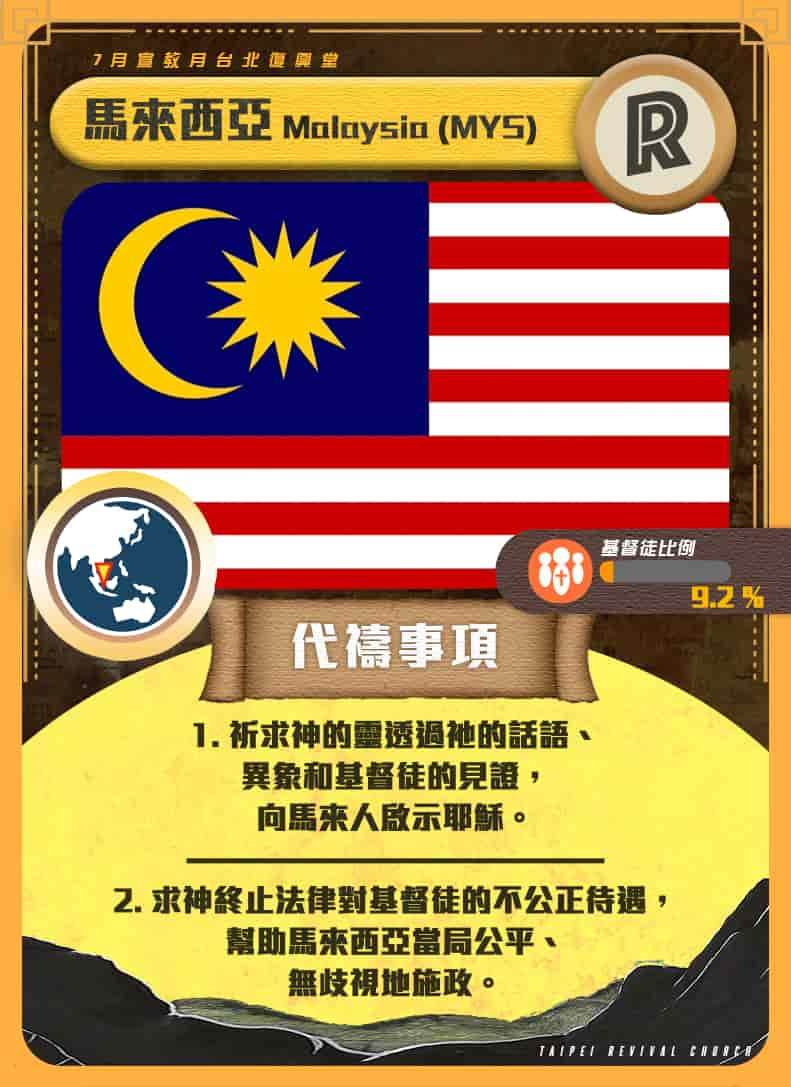 7月宣教月台北復興堂
馬來西亞 Malaysia (MYS)
R
基督徒比例
9.2 %
代禱事項
1. 祈求神的靈透過祂的話語、
異象和基督徒的見證，
向馬來人啟示耶穌。
2. 求神終止法律對基督徒的不公正待遇，
幫助馬來西亞當局公平、
無歧視地施政。
TAIPEI REVIVAL CHURCH